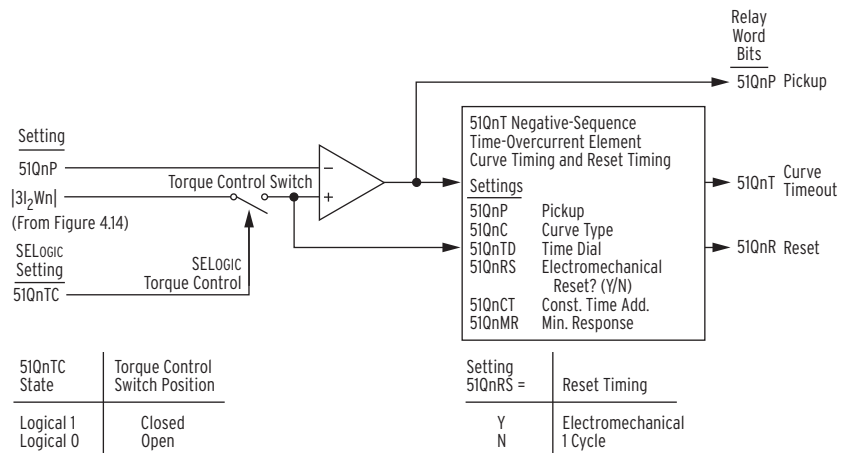 Relay
Word
Bits
51QnP Pickup
Setting
51QnP
|3I₂Wn|
(From Figure 4.14)
Torque Control Switch
SELOGIC
Setting
51QnTC
SELOGIC
Torque Control
−
+
51QnT Negative-Sequence
Time-Overcurrent Element
Curve Timing and Reset Timing
Settings
51QnP Pickup
51QnC Curve Type
51QnTD Time Dial
51QnRS Electromechanical
Reset? (Y/N)
51QnCT Const. Time Add.
51QnMR Min. Response
51QnT Curve
Timeout
51QnR Reset
51QnTC Torque Control
State Switch Position
Logical 1 Closed
Logical 0 Open
Setting
51QnRS = Reset Timing
Y Electromechanical
N 1 Cycle